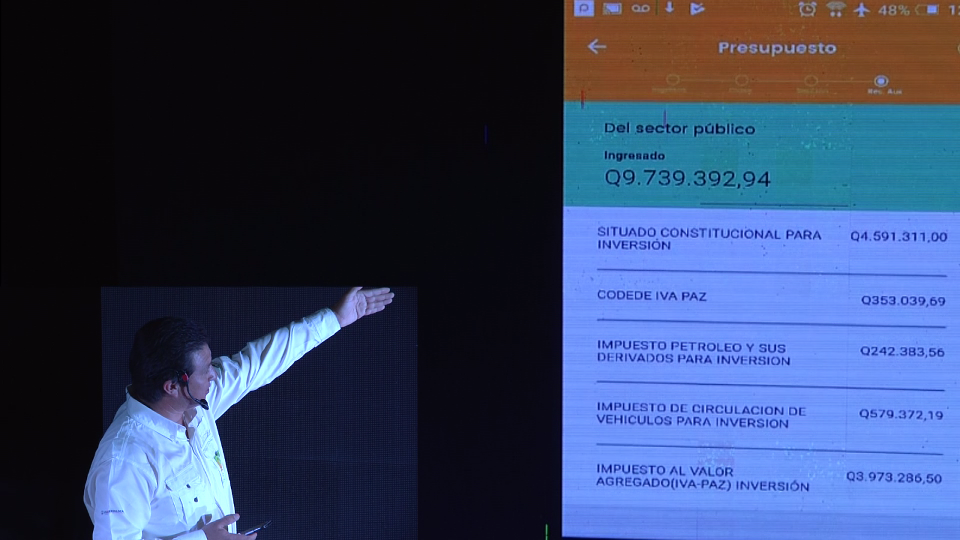 48%
Presupuesto
Rec. Aux
Del sector público
Ingresado
Q9.739.392,94
SITUADO CONSTITUCIONAL PARA
INVERSIÓN
Q4.591.311,00
CODEDE IVA PAZ
Q353.039,69
IMPUESTO PETROLEO Y SUS
DERIVADOS PARA INVERSION
Q242.383,56
IMPUESTO DE CIRCULACION DE
VEHICULOS PARA INVERSION
Q579.372,19
IMPUESTO AL VALOR
AGREGADO(IVA-PAZ) INVERSIÓN
Q3.973.286,50